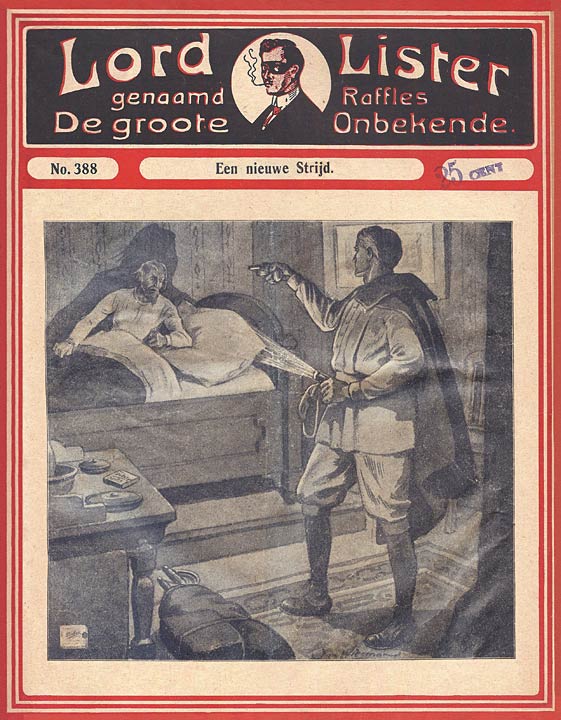 Lord Lister
genaamd Raffles
De groote Onbekende.
No. 388
Een nieuwe Strijd.
25 CENT